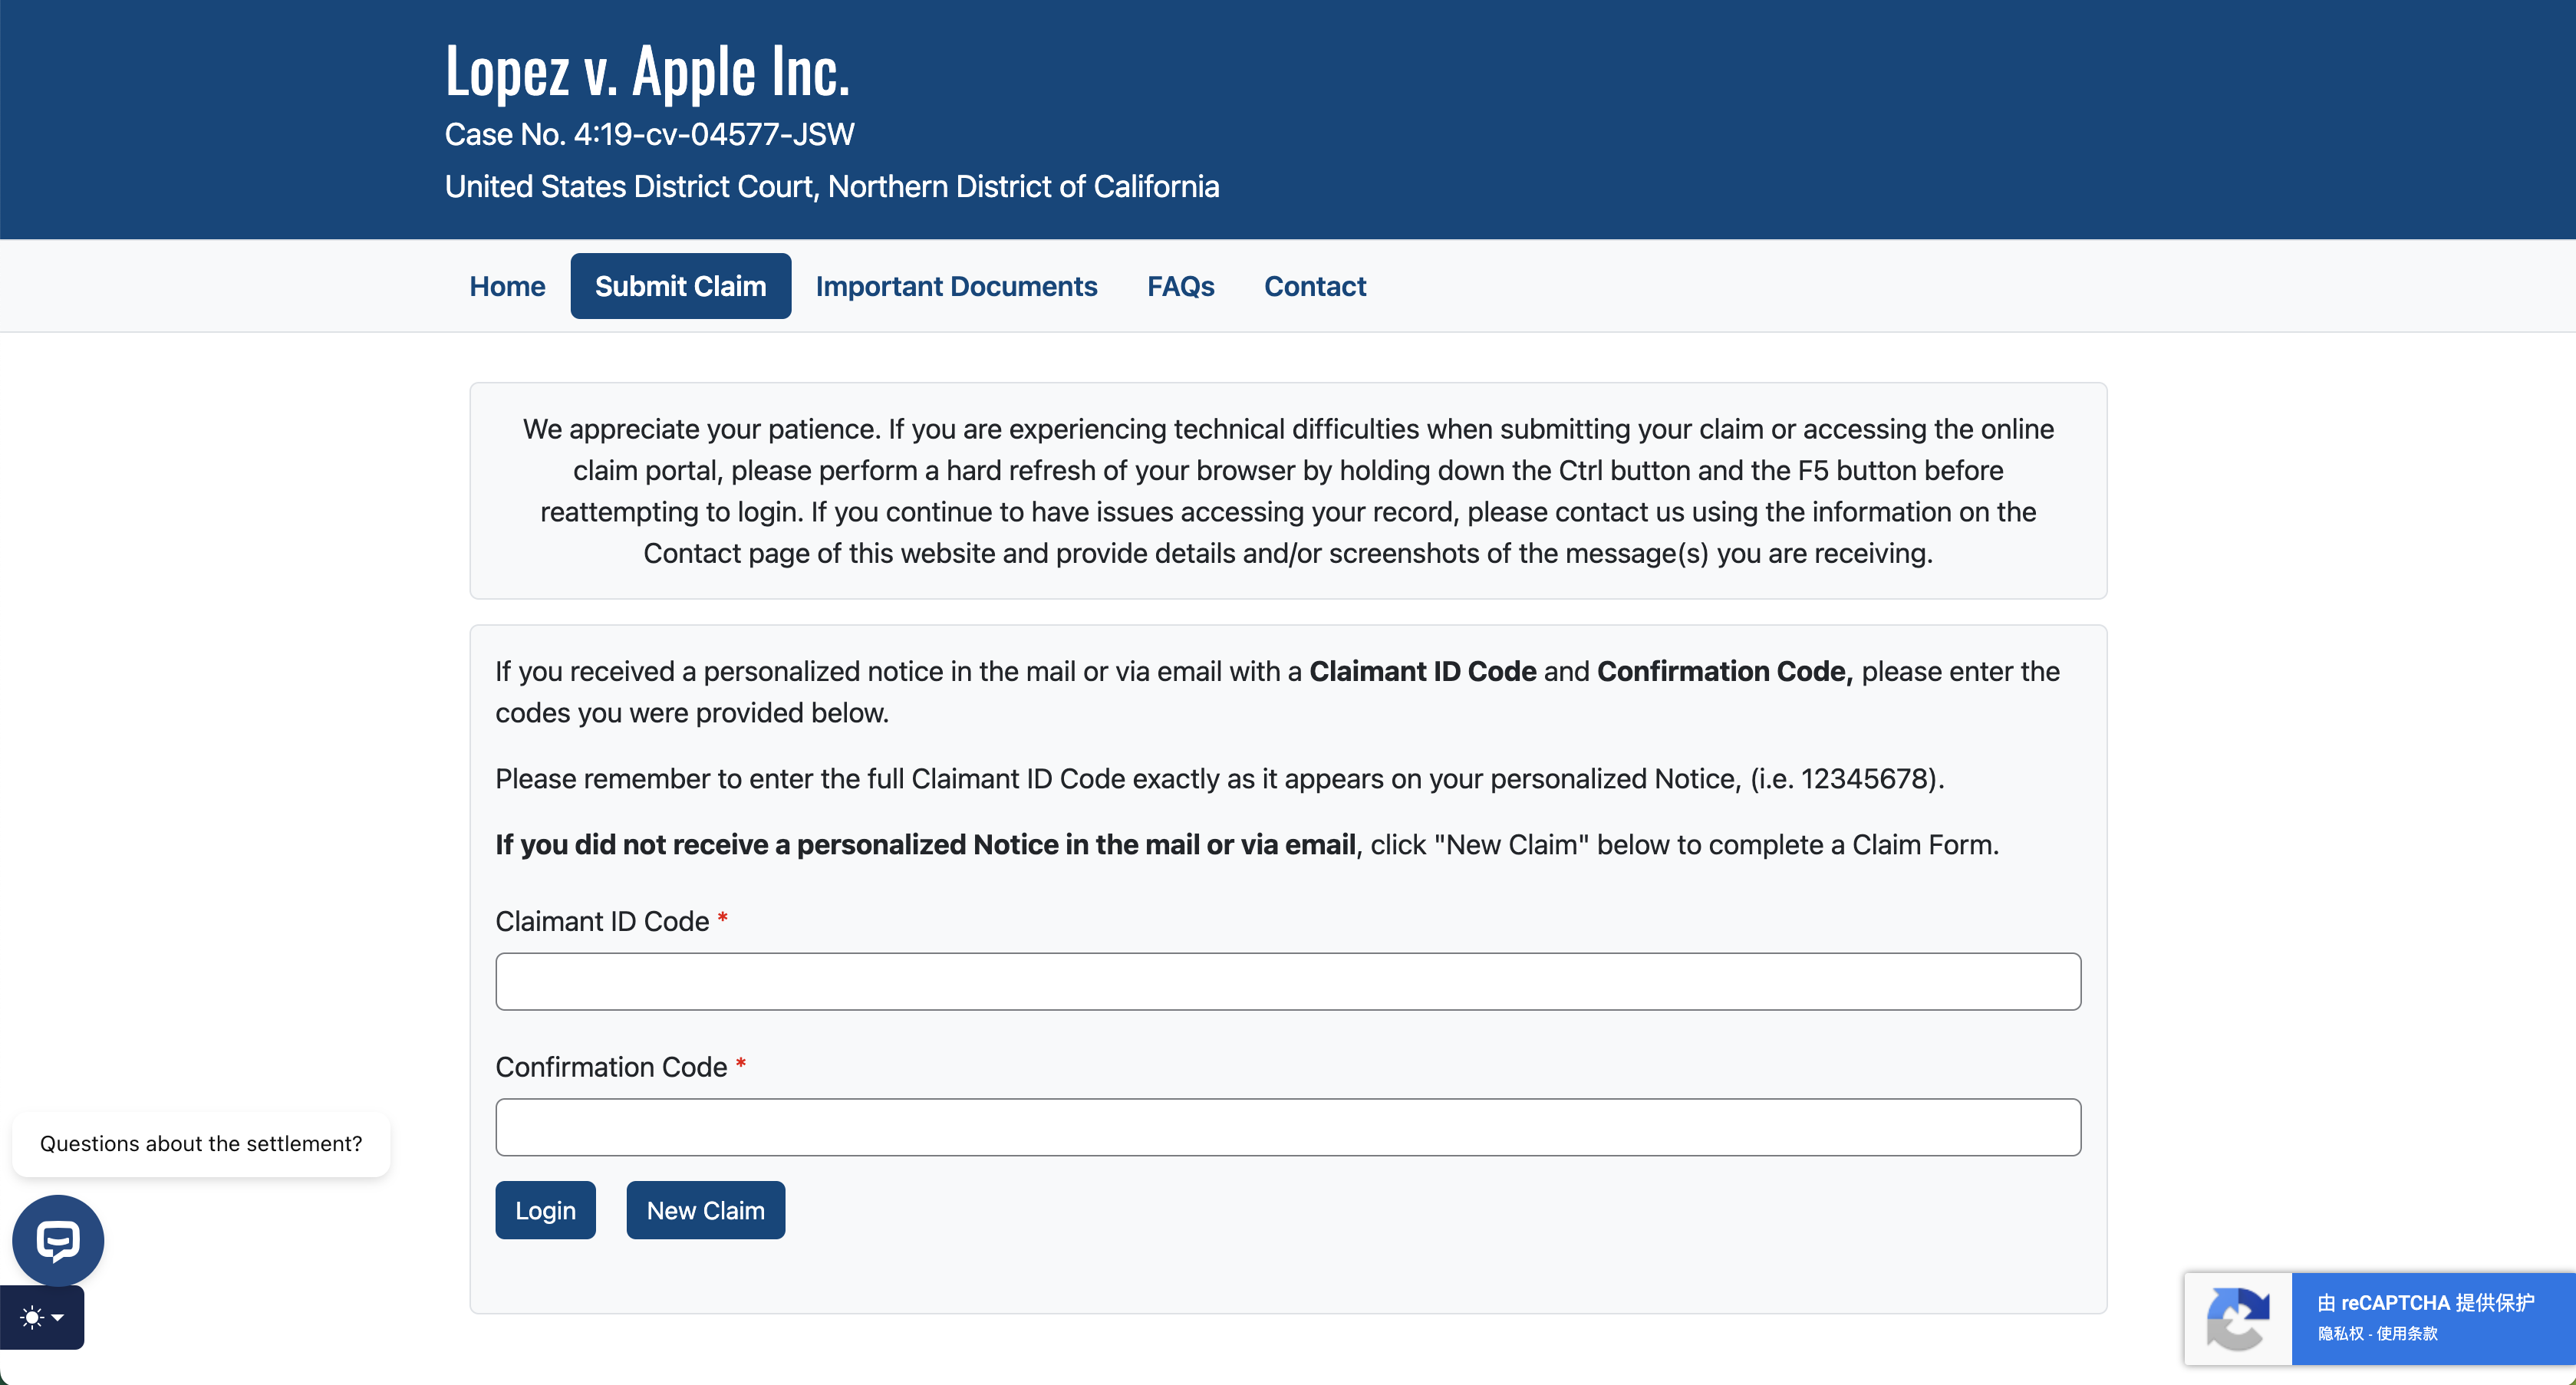 Lopez v. Apple Inc.
Case No. 4:19-cv-04577-JSW
United States District Court, Northern District of California
Home
Submit Claim
Important Documents
FAQs
Contact
We appreciate your patience. If you are experiencing technical difficulties when submitting your claim or accessing the online
claim portal, please perform a hard refresh of your browser by holding down the Ctrl button and the F5 button before
reattempting to login. If you continue to have issues accessing your record, please contact us using the information on the
Contact page of this website and provide details and/or screenshots of the message(s) you are receiving.
If you received a personalized notice in the mail or via email with a Claimant ID Code and Confirmation Code, please enter the
codes you were provided below.
Please remember to enter the full Claimant ID Code exactly as it appears on your personalized Notice, (i.e. 12345678).
If you did not receive a personalized Notice in the mail or via email, click "New Claim" below to complete a Claim Form.
Claimant ID Code *
Confirmation Code *
Login
New Claim
Questions about the settlement?
由 reCAPTCHA 提供保护
隐私权 - 使用条款